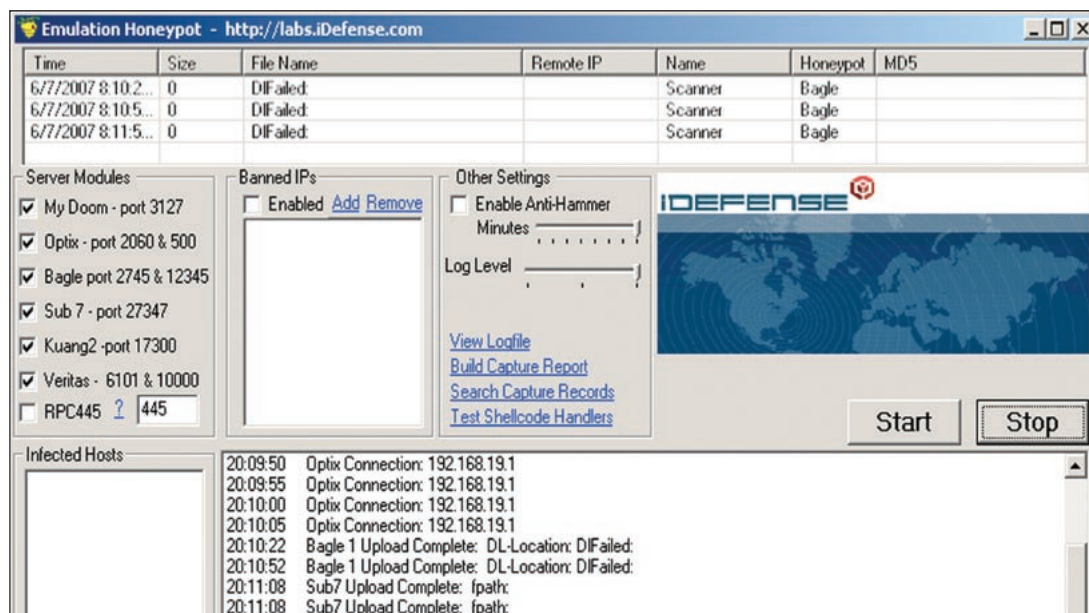 Emulation Honeypot - http://labs.iDefense.com
Time Size File Name Remote IP Name Honeypot MD5
6/7/2007 8:10:2... 0 DlFailed: Scanner Bagle
6/7/2007 8:10:5... 0 DlFailed: Scanner Bagle
6/7/2007 8:11:5... 0 DlFailed: Scanner Bagle
Server Modules
My Doom - port 3127
Optix - port 2060 & 500
Bagle port 2745 & 12345
Sub 7 - port 27347
Kuang2 -port 17300
Veritas - 6101 & 10000
RPC445 ? 445
Banned IPs
Enabled Add Remove
Other Settings
Enable Anti-Hammer
Minutes
Log Level
View Logfile
Build Capture Report
Search Capture Records
Test Shellcode Handlers
iDEFENSE
Start Stop
Infected Hosts
20:09:50 Optix Connection: 192.168.19.1
20:09:55 Optix Connection: 192.168.19.1
20:10:00 Optix Connection: 192.168.19.1
20:10:05 Optix Connection: 192.168.19.1
20:10:22 Bagle 1 Upload Complete: DL-Location: DlFailed:
20:10:52 Bagle 1 Upload Complete: DL-Location: DlFailed:
20:11:08 Sub7 Upload Complete: fpath:
20:11:08 Sub7 Upload Complete: fpath: